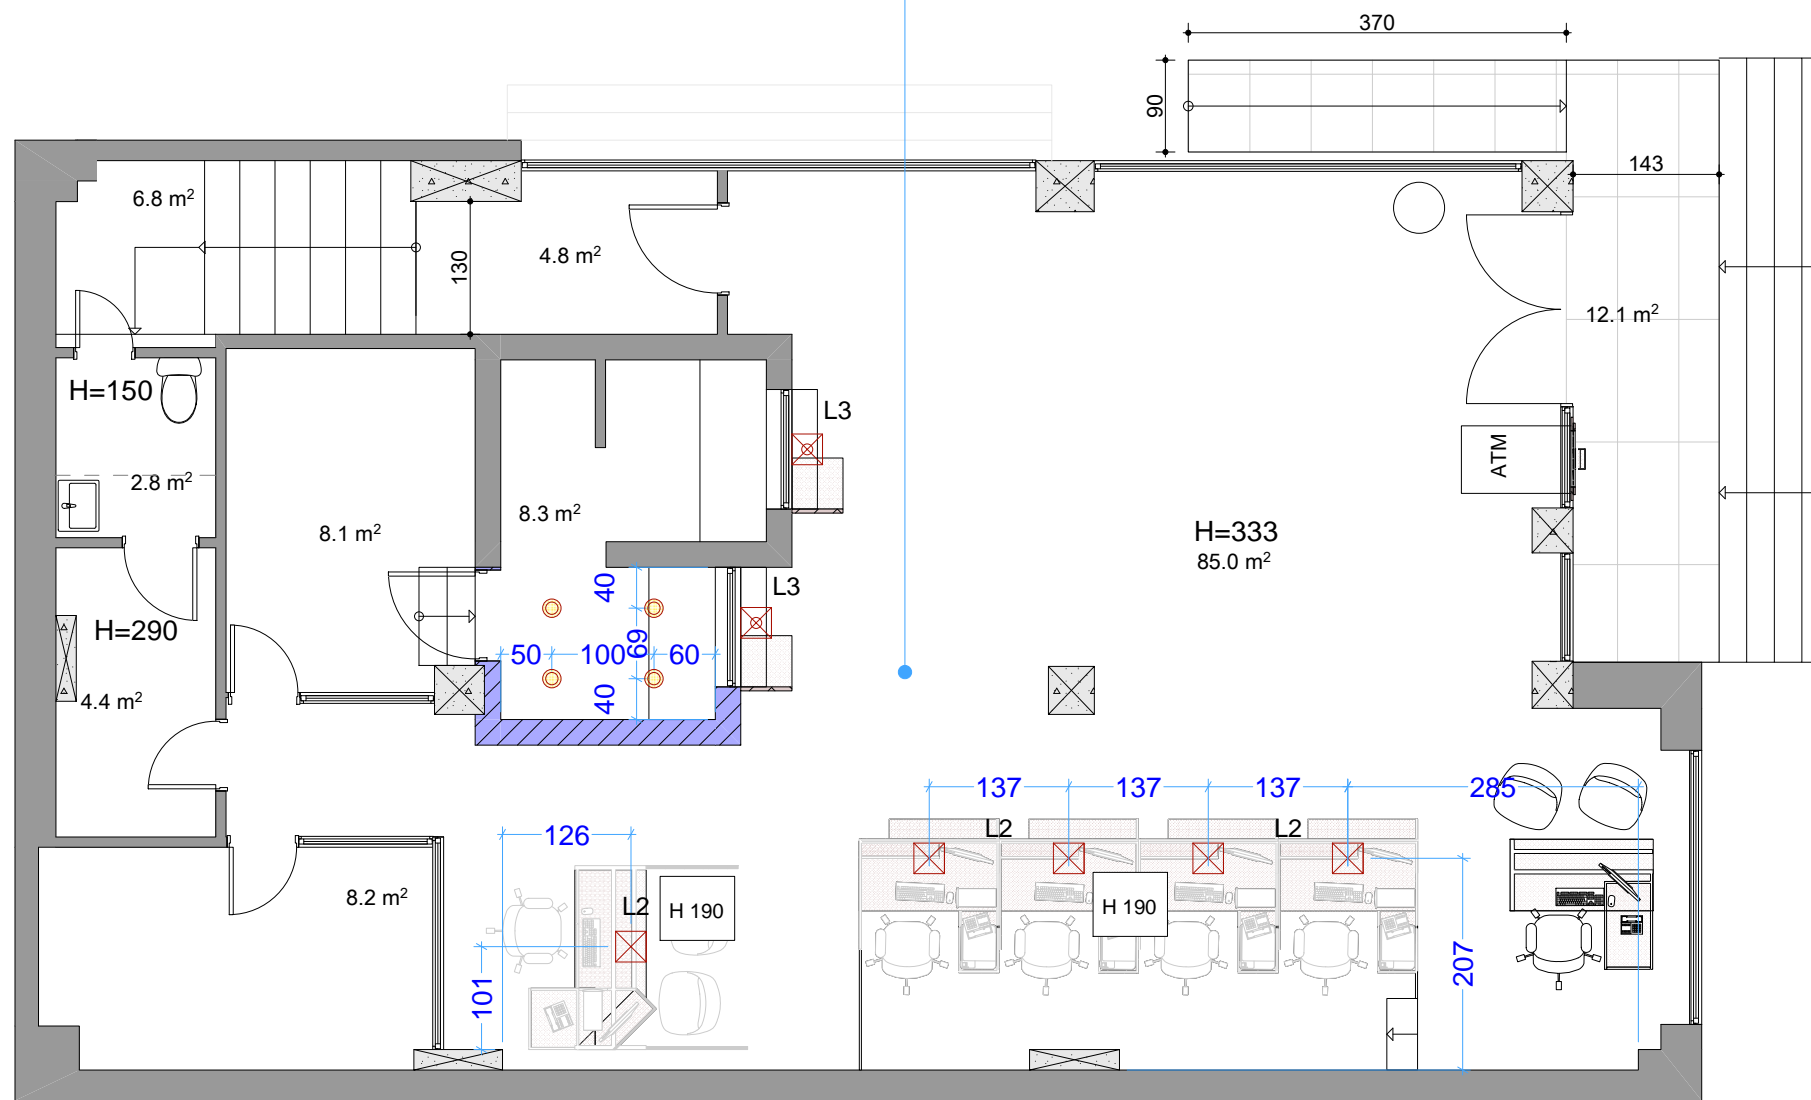 370
90
143
6.8 m²
130
4.8 m²
12.1 m²
H=150
L3
ATM
2.8 m²
8.3 m²
8.1 m²
H=333
85.0 m²
40
L3
H=290
50
100
69
60
4.4 m²
40
137
137
137
285
126
L2
L2
8.2 m²
L2
H 190
H 190
207
101